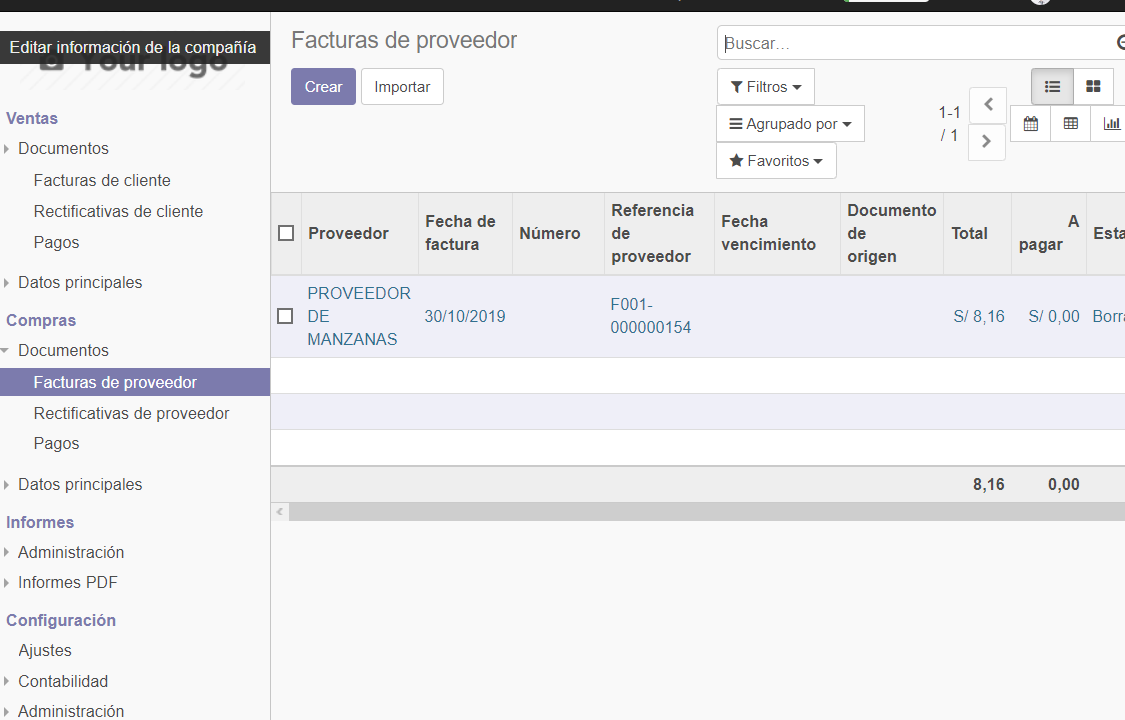 Editar información de la compañía
Your logo
Ventas
Documentos
Facturas de cliente
Rectificativas de cliente
Pagos
Datos principales
Compras
Documentos
Facturas de proveedor
Rectificativas de proveedor
Pagos
Datos principales
Informes
Administración
Informes PDF
Configuración
Ajustes
Contabilidad
Administración
Facturas de proveedor
Buscar...
Crear
Importar
Filtros
Agrupado por
Favoritos
1-1
/ 1
Proveedor
Fecha de
factura
Número
Referencia
de
proveedor
Fecha
vencimiento
Documento
de
origen
Total
A
pagar
Esta
PROVEEDOR
DE
MANZANAS
30/10/2019
F001-
000000154
S/ 8,16
S/ 0,00
Borra
8,16
0,00